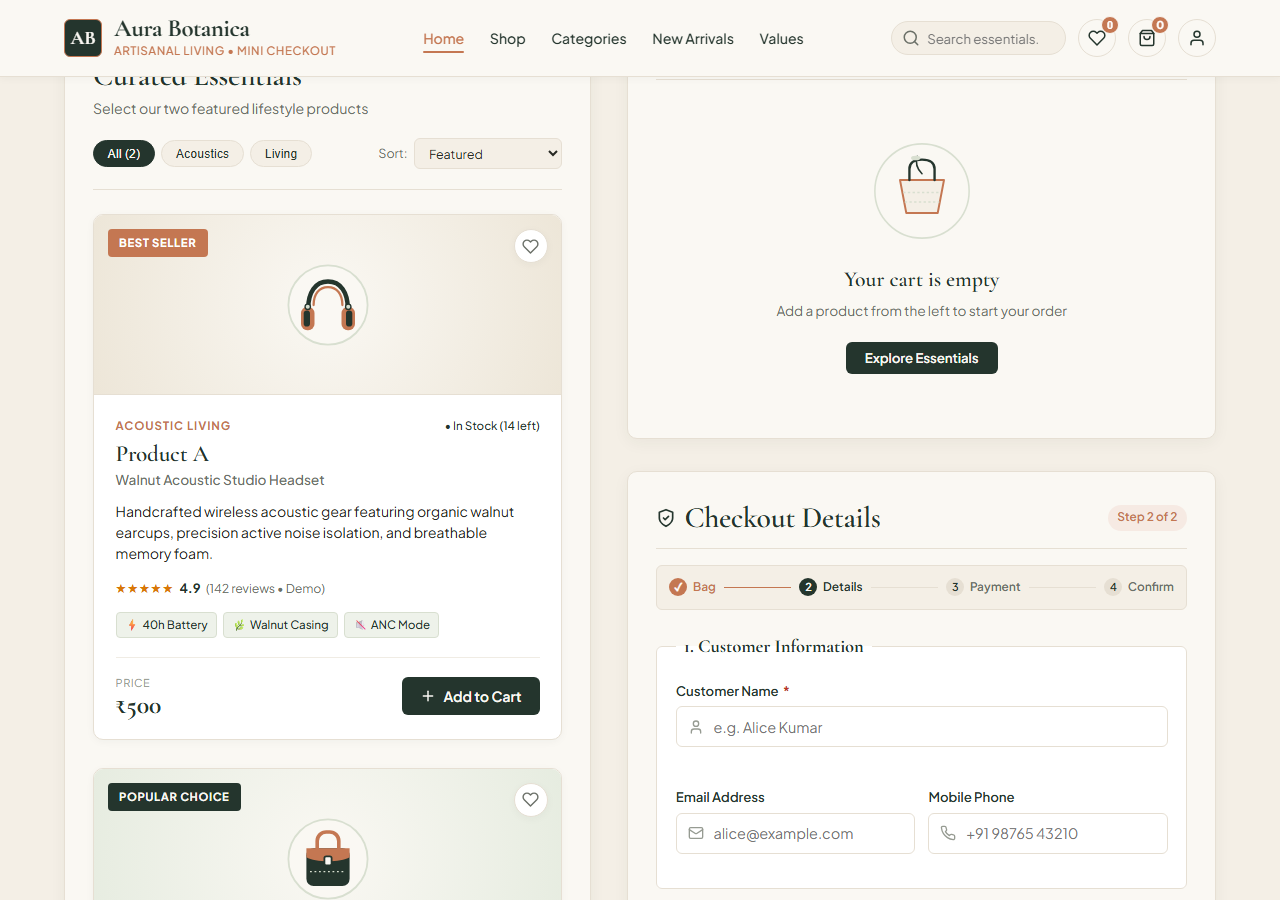 AB
Aura Botanica
ARTISANAL LIVING • MINI CHECKOUT
Home
Shop
Categories
New Arrivals
Values
Search essentials.
0
0
Curated Essentials
Select our two featured lifestyle products
All (2)
Acoustics
Living
Sort:
Featured
BEST SELLER
ACOUSTIC LIVING
• In Stock (14 left)
Product A
Walnut Acoustic Studio Headset
Handcrafted wireless acoustic gear featuring organic walnut
earcups, precision active noise isolation, and breathable
memory foam.
★★★★★ 4.9 (142 reviews • Demo)
40h Battery
Walnut Casing
ANC Mode
PRICE
₹500
Add to Cart
POPULAR CHOICE
Your cart is empty
Add a product from the left to start your order
Explore Essentials
Checkout Details
Step 2 of 2
✓ Bag
2 Details
3 Payment
4 Confirm
1. Customer Information
Customer Name *
e.g. Alice Kumar
Email Address
Mobile Phone
alice@example.com
+91 98765 43210